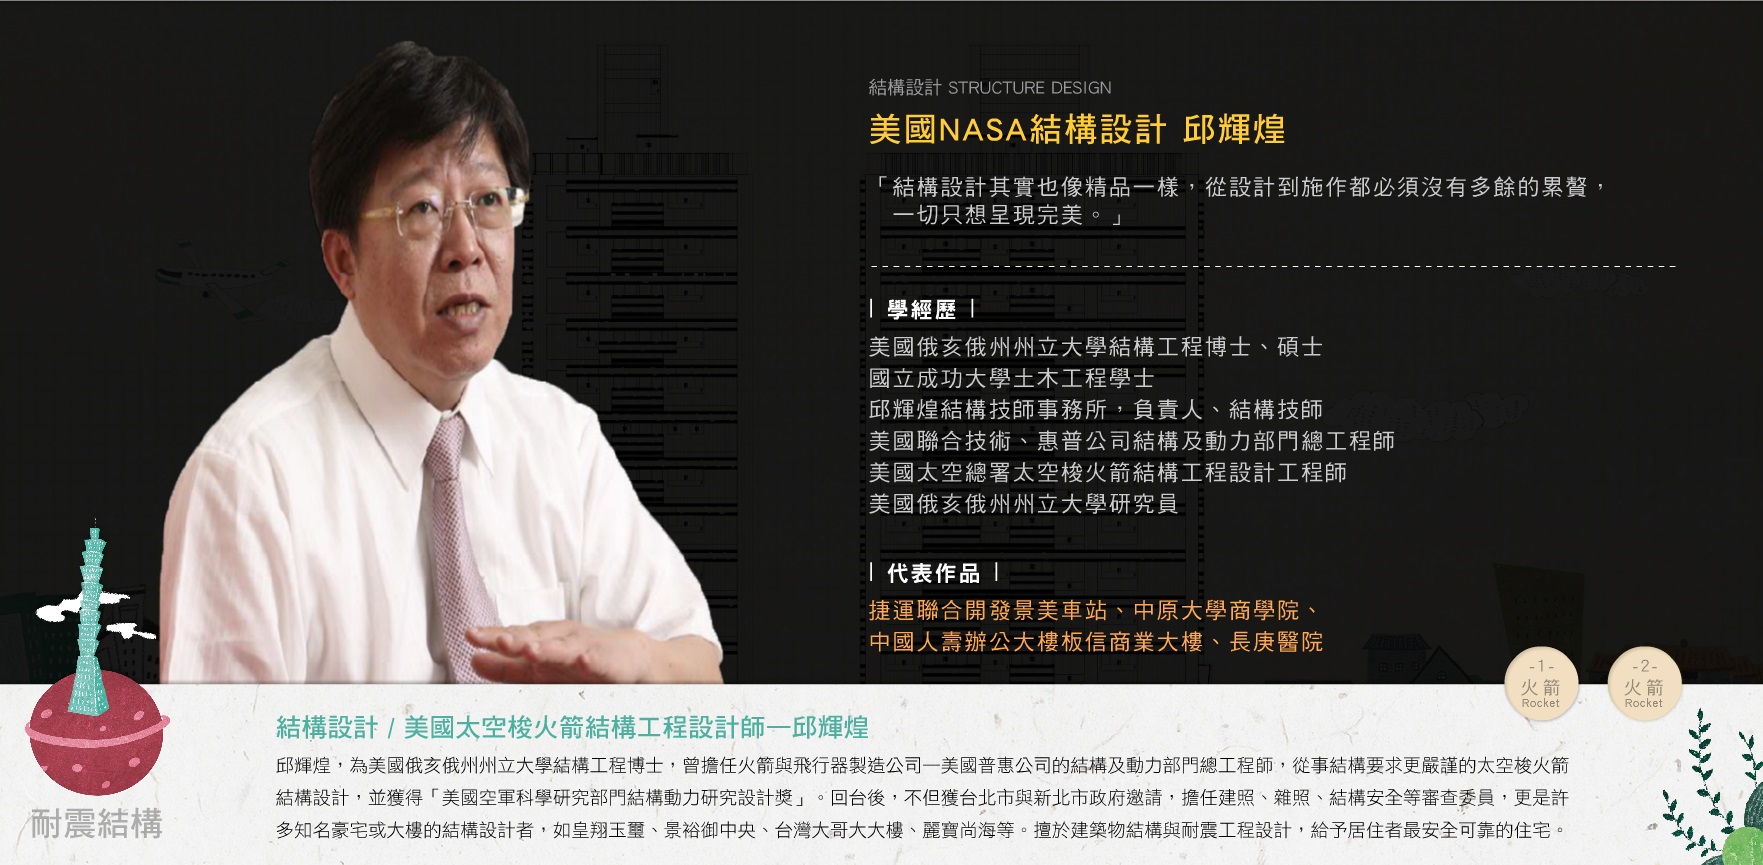 結構設計 STRUCTURE DESIGN
美國NASA結構設計 邱輝煌
「結構設計其實也像精品一樣，從設計到施作都必須沒有多餘的累贅，
一切只想呈現完美。」
| 學經歷 |
美國俄亥俄州州立大學結構工程博士、碩士
國立成功大學土木工程學士
邱輝煌結構技師事務所，負責人、結構技師
美國聯合技術、惠普公司結構及動力部門總工程師
美國太空總署太空梭火箭結構工程設計工程師
美國俄亥俄州州立大學研究員
| 代表作品 |
捷運聯合開發景美車站、中原大學商學院、
中國人壽辦公大樓板信商業大樓、長庚醫院
-1-
火箭
Rocket
-2-
火箭
Rocket
結構設計 / 美國太空梭火箭結構工程設計師—邱輝煌
邱輝煌，為美國俄亥俄州州立大學結構工程博士，曾擔任火箭與飛行器製造公司—美國普惠公司的結構及動力部門總工程師，從事結構要求更嚴謹的太空梭火箭
結構設計，並獲得「美國空軍科學研究部門結構動力研究設計獎」。回台後，不但獲台北市與新北市政府邀請，擔任建照、雜照、結構安全等審查委員，更是許
多知名豪宅或大樓的結構設計者，如皇翔玉璽、景裕御中央、台灣大哥大大樓、麗寶尚海等。擅於建築物結構與耐震工程設計，給予居住者最安全可靠的住宅。
耐震結構